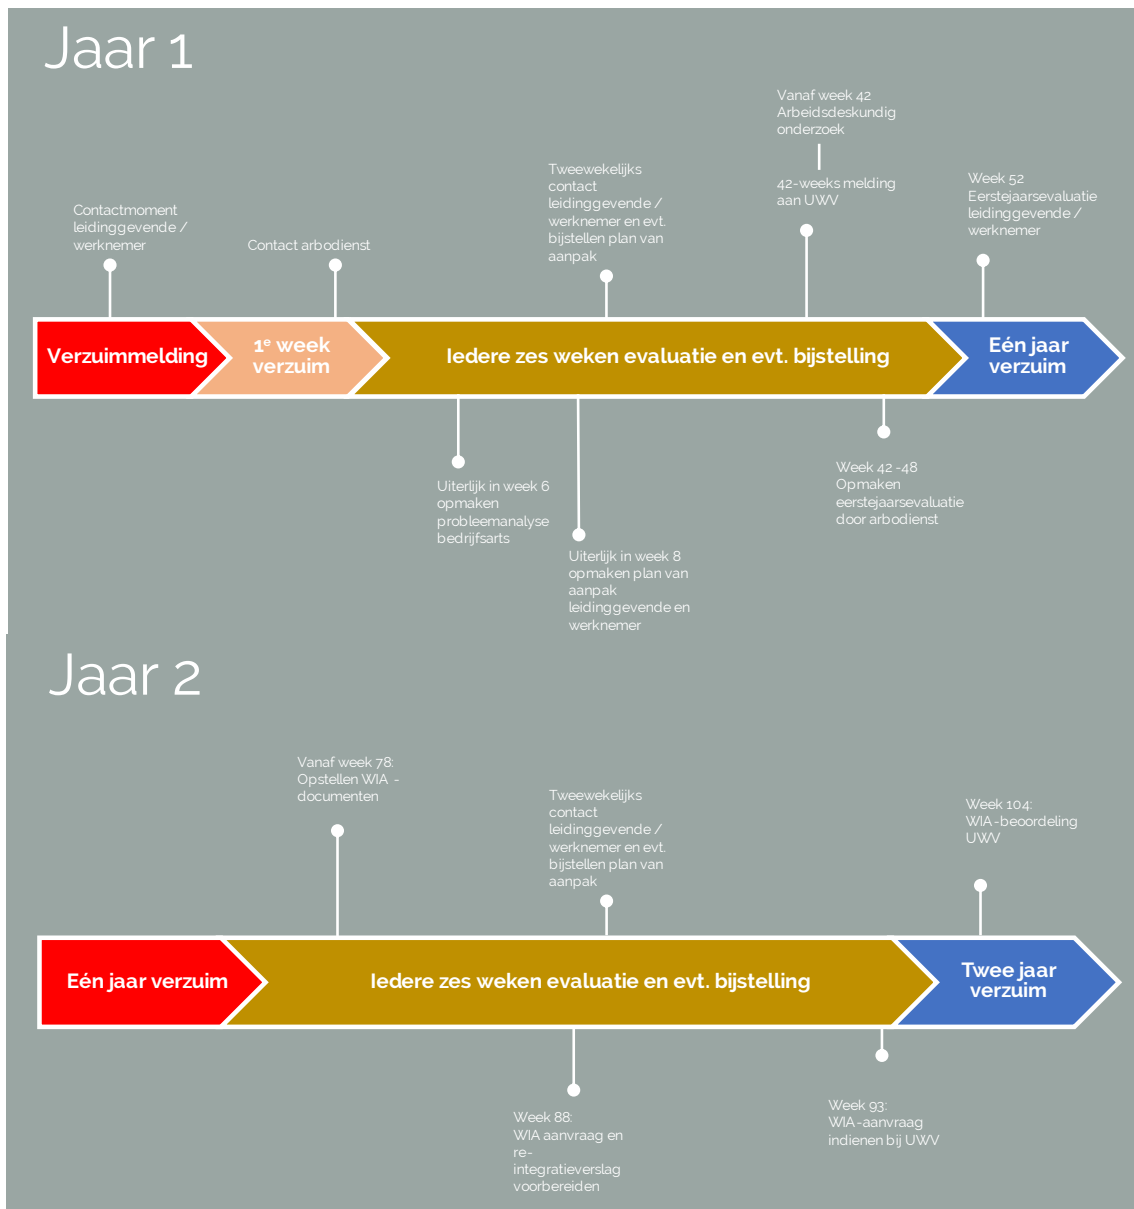 Jaar 1
Vanaf week 42
Arbeidsdeskundig
onderzoek
42-weeks melding
aan UWV
Tweewekelijks
contact
leidinggevende /
werknemer en evt.
bijstellen plan van
aanpak
Week 52
Eerstejaarsevaluatie
leidinggevende /
werknemer
Contactmoment
leidinggevende /
werknemer
Contact arbodienst
Verzuimmelding
1e week
verzuim
Iedere zes weken evaluatie en evt. bijstelling
Eén jaar
verzuim
Uiterlijk in week 6
opmaken
probleemanalyse
bedrijfsarts
Uiterlijk in week 8
opmaken plan van
aanpak
leidinggevende en
werknemer
Week 42 -48
Opmaken
eerstejaarsevaluatie
door arbodienst
Jaar 2
Vanaf week 78:
Opstellen WIA -
documenten
Tweewekelijks
contact
leidinggevende /
werknemer en evt.
bijstellen plan van
aanpak
Week 104:
WIA-beoordeling
UWV
Eén jaar verzuim
Iedere zes weken evaluatie en evt. bijstelling
Twee jaar
verzuim
Week 88:
WIA aanvraag en
re-
integratieverslag
voorbereiden
Week 93:
WIA-aanvraag
indienen bij UWV